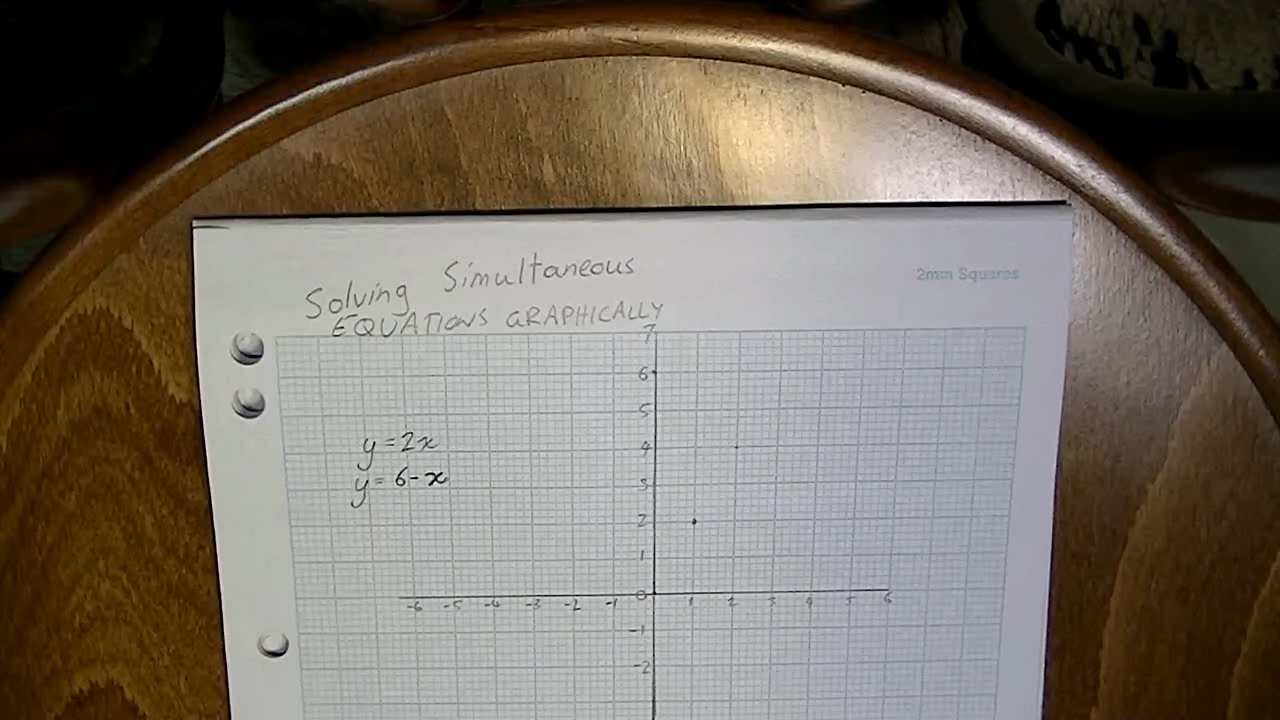 Solving Simultaneous
EQUATIONS GRAPHICALLY
2mm Squares
7
6
5
4
3
2
1
0
-1
-2
y = 2x
y = 6-x
-6 -5 -4 -3 -2 -1 1 2 3 4 5 6